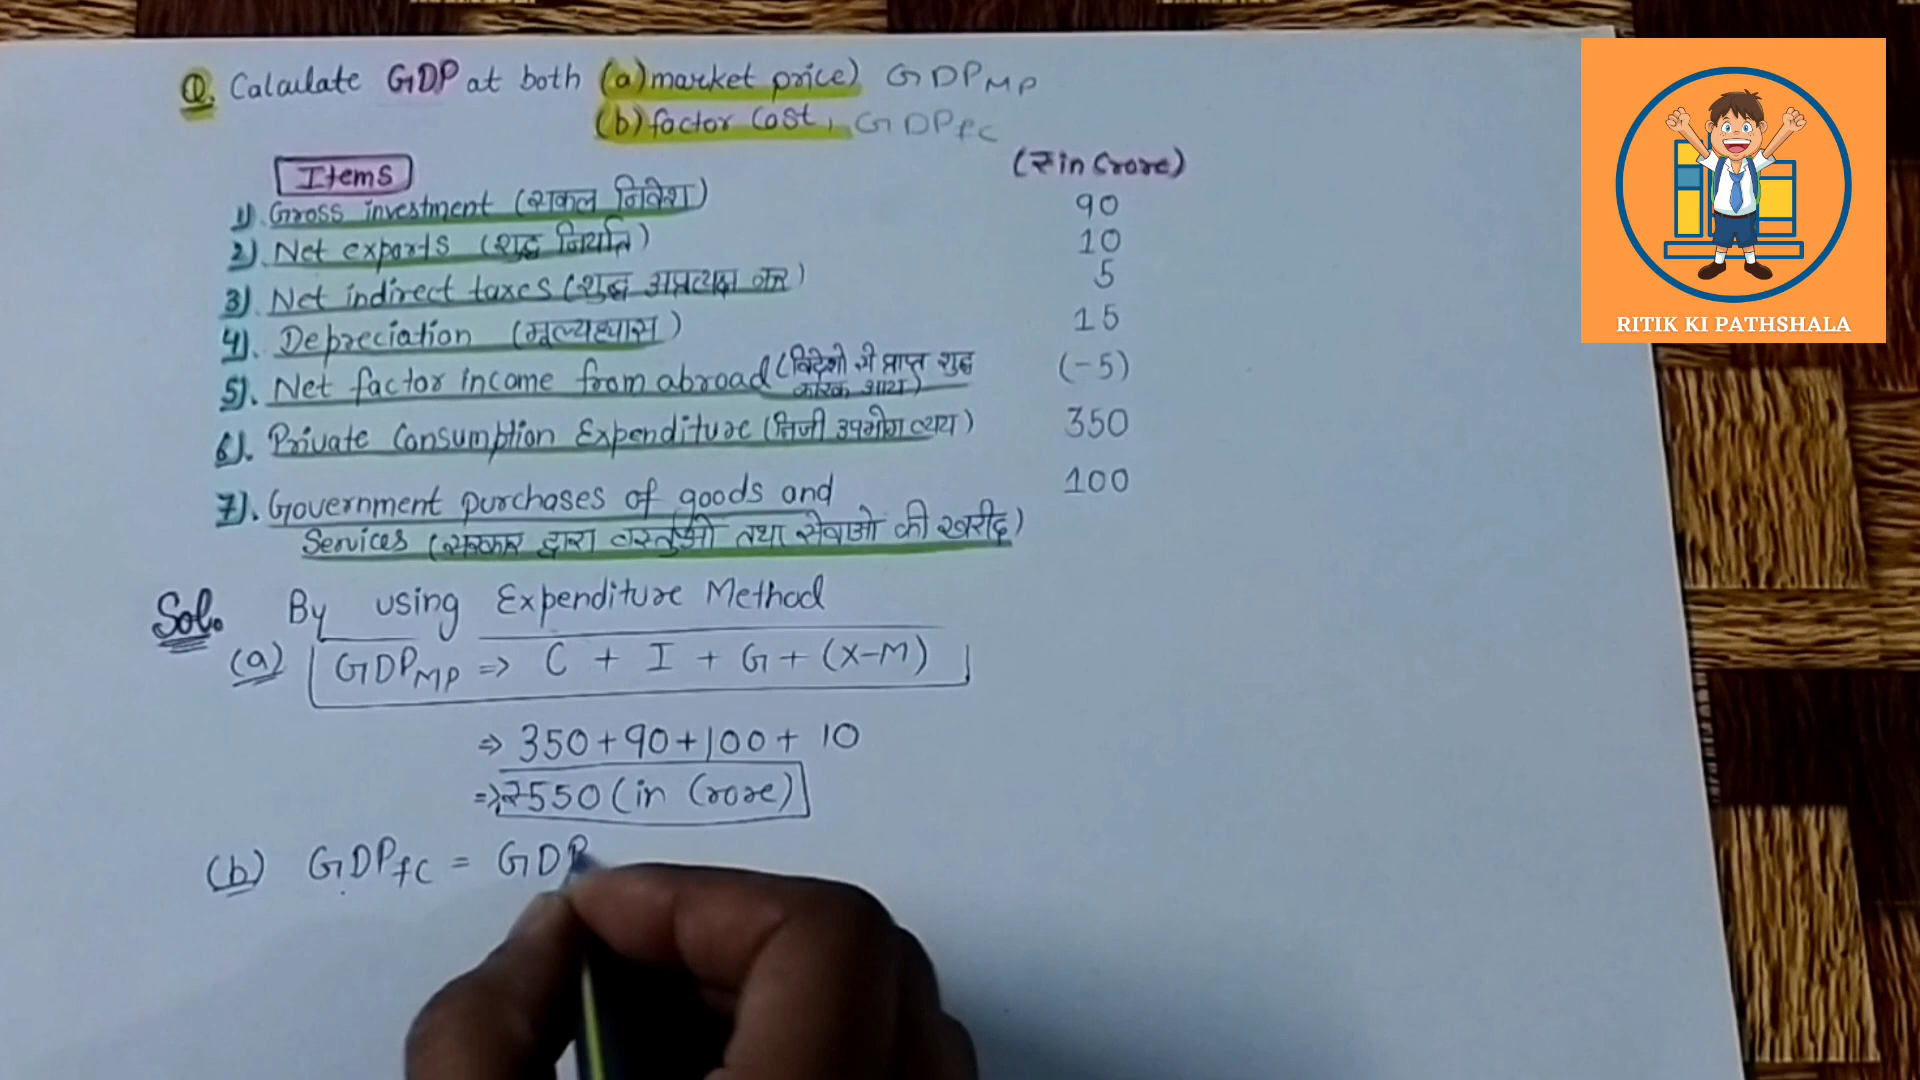 Q. Calculate GDP at both (a) market price) GDPMP
(b) factor Cost, GDPfc
Items
(₹ in Crore)
1). Gross investment (सकल निवेश) 90
2). Net exports (शुद्ध निर्यात) 10
3). Net indirect taxes (शुद्ध अप्रत्यक्ष कर) 5
4). Depreciation (मूल्यह्यास) 15
5). Net factor income from abroad (विदेशो से प्राप्त शुद्ध कारक आय) (-5)
6). Private Consumption Expenditure (निजी उपभोग व्यय) 350
7). Government purchases of goods and 100
Services (सरकार द्वारा वस्तुओ तथा सेवाओ की खरीद)
Sol. By using Expenditure Method
(a) GDPMP => C + I + G + (X-M)
=> 350+90+100+ 10
=> ₹550 (in Crore)
(b) GDPfc = GDP
RITIK KI PATHSHALA